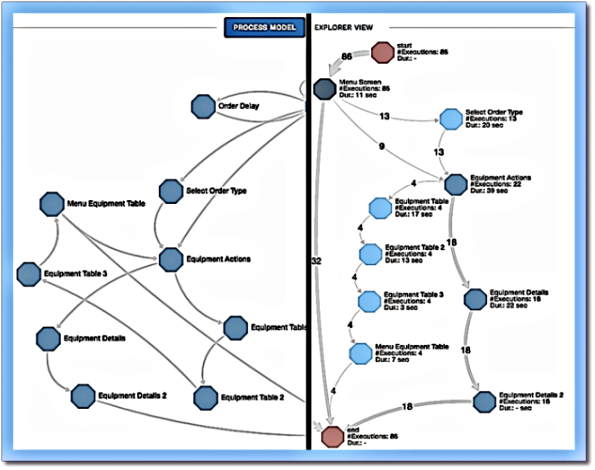 PROCESS MODEL
EXPLORER VIEW
Order Delay
Select Order Type
Menu Equipment Table
Equipment Actions
Equipment Table 3
Equipment Table
Equipment Details
Equipment Details 2
Equipment Table 2
start
#Executions: 85
Dur.: -
86
Menu Screen
#Executions: 85
Dur.: 11 sec
13
Select Order Type
#Executions: 13
Dur.: 20 sec
9
13
Equipment Actions
#Executions: 22
Dur.: 39 sec
4
Equipment Table
#Executions: 4
Dur.: 17 sec
4
18
Equipment Table 2
#Executions: 4
Dur.: 13 sec
32
4
Equipment Table 3
#Executions: 4
Dur.: 3 sec
Equipment Details
#Executions: 18
Dur.: 22 sec
4
18
Menu Equipment Table
#Executions: 4
Dur.: 7 sec
4
Equipment Details 2
#Executions: 18
Dur.: - sec
18
end
#Executions: 85
Dur.: -